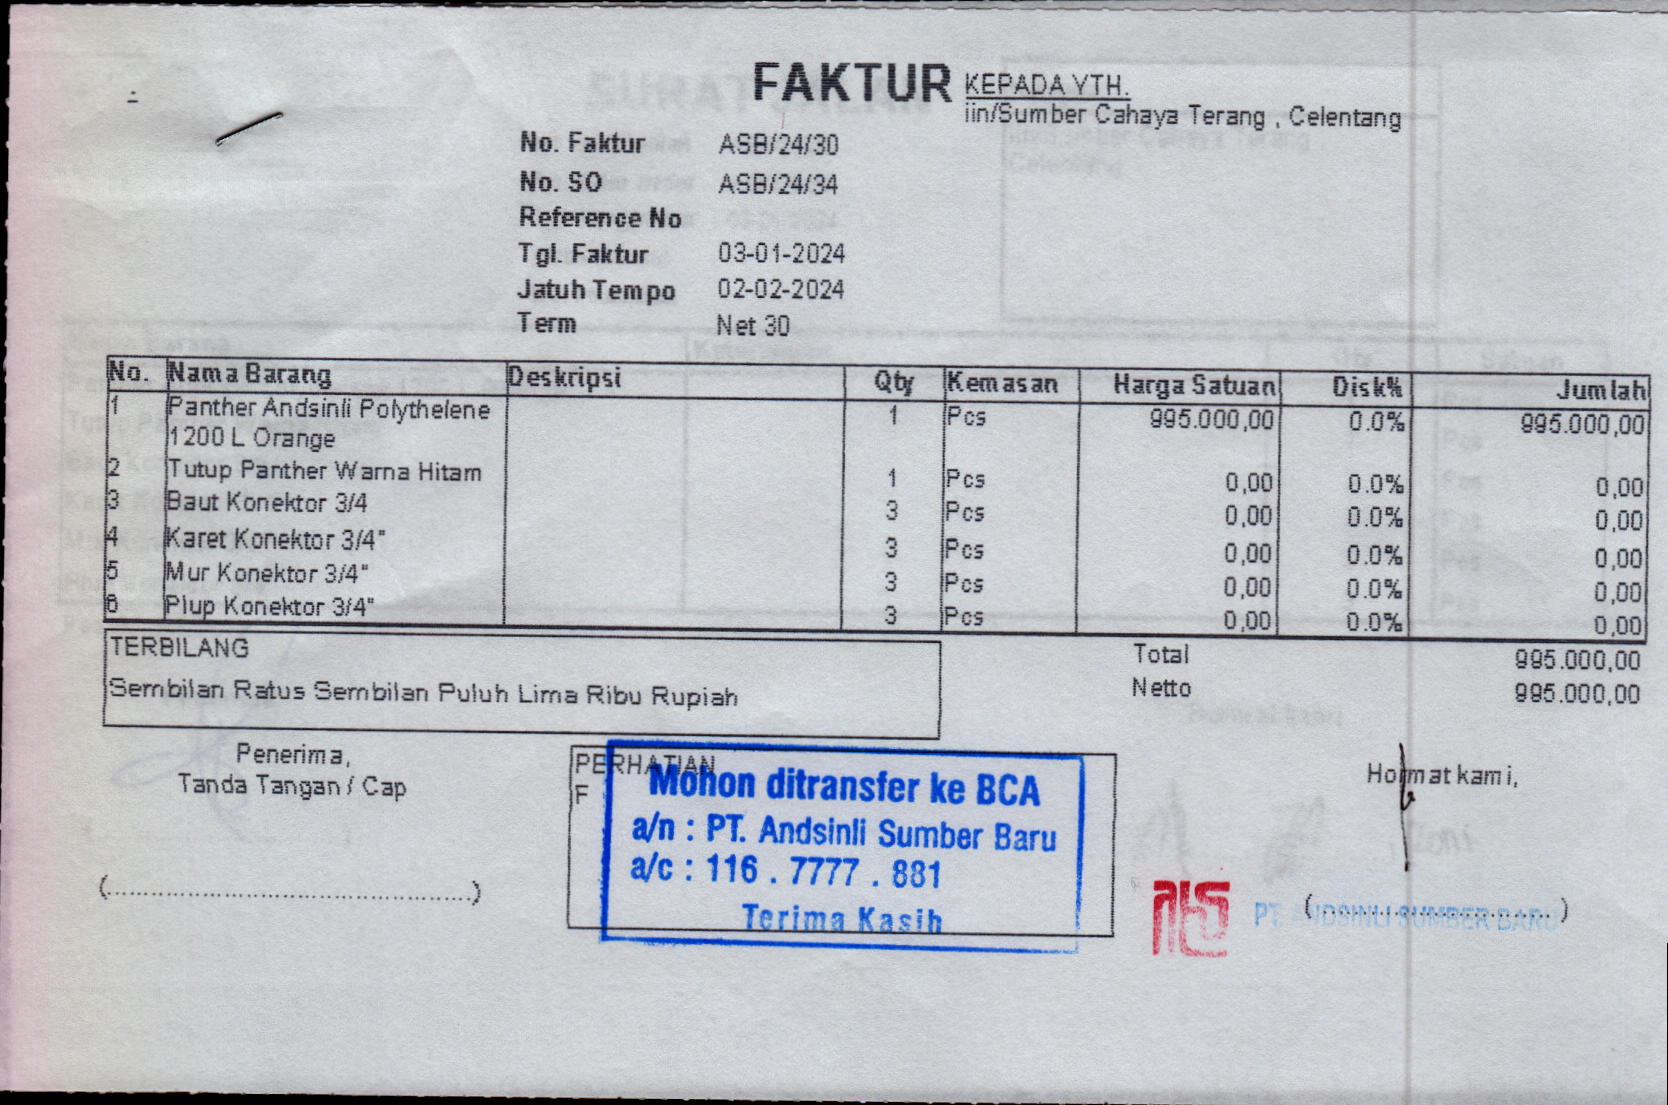 FAKTUR
KEPADA YTH.
iin/Sumber Cahaya Terang , Celentang
No. Faktur ASB/24/30
No. SO ASB/24/34
Reference No
Tgl. Faktur 03-01-2024
Jatuh Tempo 02-02-2024
Term Net 30
No. Nama Barang Deskripsi Qty Kemasan Harga Satuan Disk% Jumlah
1 Panther Andsinli Polythelene 1 Pcs 995.000,00 0.0% 995.000,00
1200 L Orange
2 Tutup Panther Warna Hitam 1 Pcs 0,00 0.0% 0,00
3 Baut Konektor 3/4 3 Pcs 0,00 0.0% 0,00
4 Karet Konektor 3/4" 3 Pcs 0,00 0.0% 0,00
5 Mur Konektor 3/4" 3 Pcs 0,00 0.0% 0,00
6 Plup Konektor 3/4" 3 Pcs 0,00 0.0% 0,00
TERBILANG
Sembilan Ratus Sembilan Puluh Lima Ribu Rupiah
Total 995.000,00
Netto 995.000,00
Penerima,
Tanda Tangan / Cap
(..............................................)
PERHATIAN
F
Mohon ditransfer ke BCA
a/n : PT. Andsinli Sumber Baru
a/c : 116 . 7777 . 881
Terima Kasih
Hormat kami,
(..............................)
PT. ANDSINLI SUMBER BARU